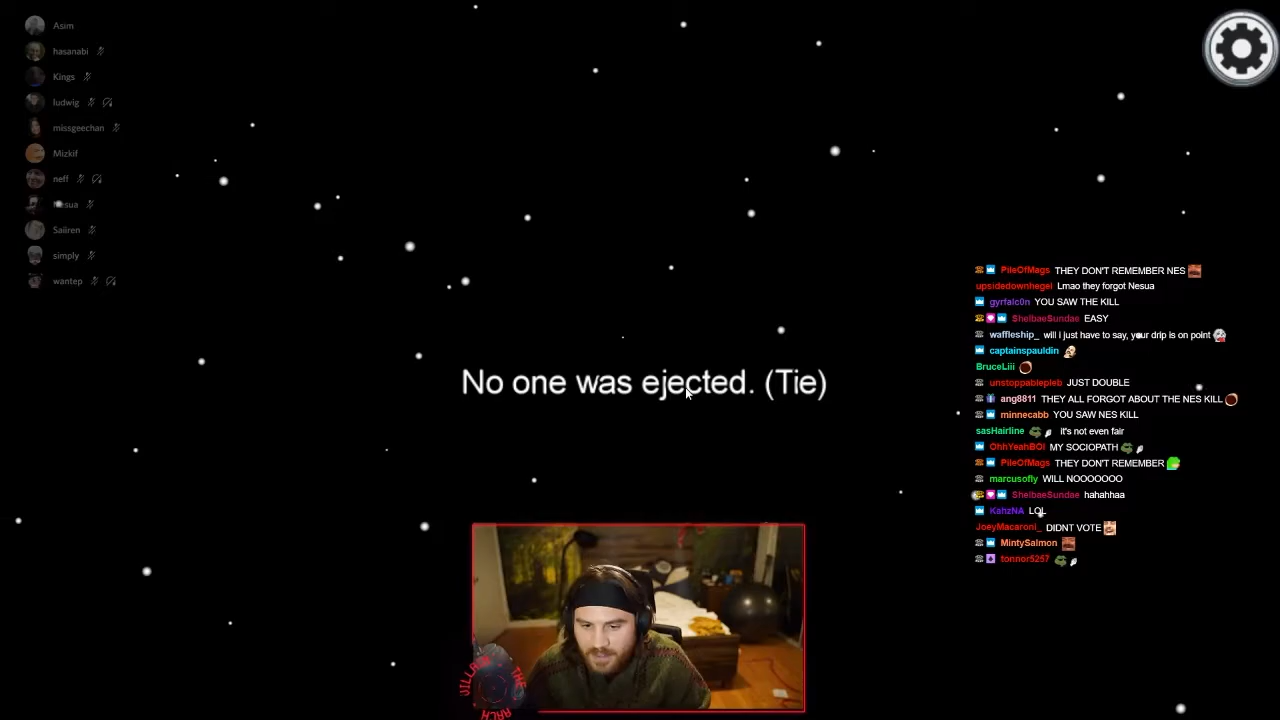 Asim
hasanabi
Kings
ludwig
missgeechan
Mizkif
neff
Nesua
Saiiren
simply
wantep
No one was ejected. (Tie)
PileOfMags THEY DON'T REMEMBER NES
upsidedownhegel Lmao they forgot Nesua
gyrfalc0n YOU SAW THE KILL
ShelbaeSundae EASY
waffleship_ will i just have to say, your drip is on point
captainspauldin
BruceLiii
unstoppablepleb JUST DOUBLE
ang8811 THEY ALL FORGOT ABOUT THE NES KILL
minnecabb YOU SAW NES KILL
sasHairline it's not even fair
OhhYeahBOI MY SOCIOPATH
PileOfMags THEY DON'T REMEMBER
marcusofly WILL NOOOOOOO
ShelbaeSundae hahahhaa
KahzNA LOL
JoeyMacaroni_ DIDNT VOTE
MintySalmon
tonnor5257
VILLAIN
THE
ARCH